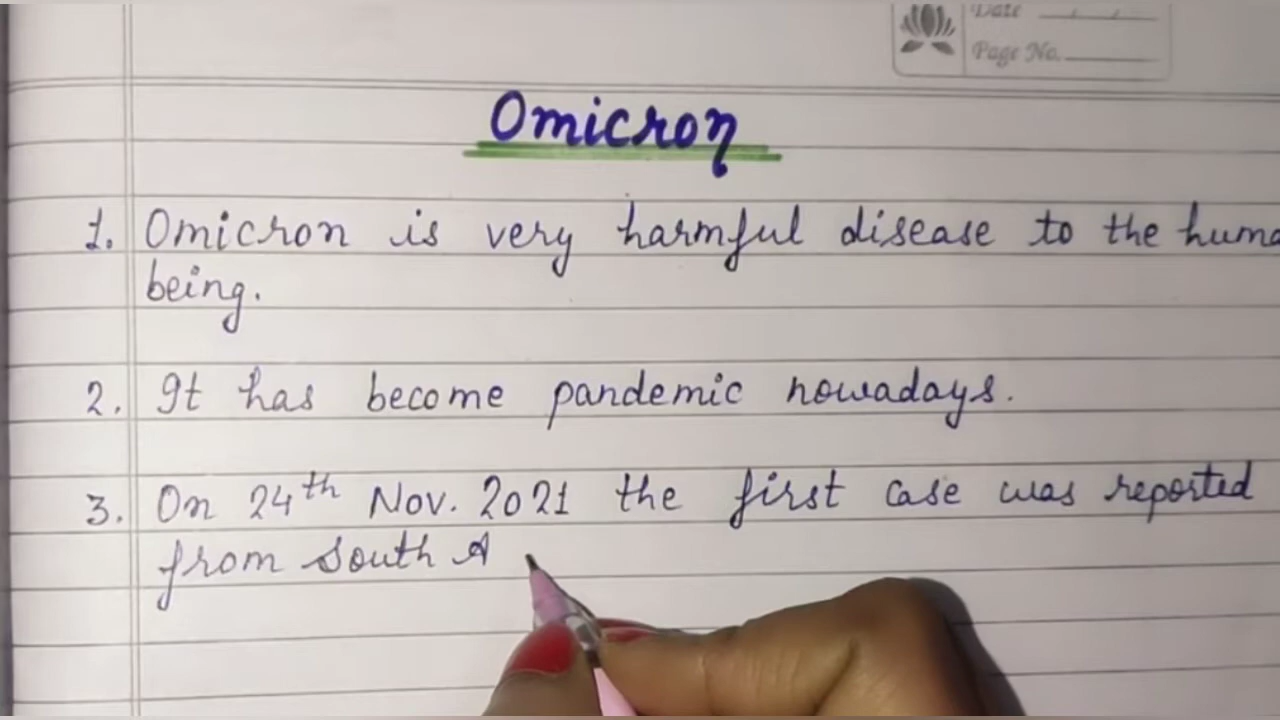 Date
Page No.
Omicron
1. Omicron is very harmful disease to the huma
being.
2. It has become pandemic nowadays.
3. On 24th Nov. 2021 the first case was reported
from South A